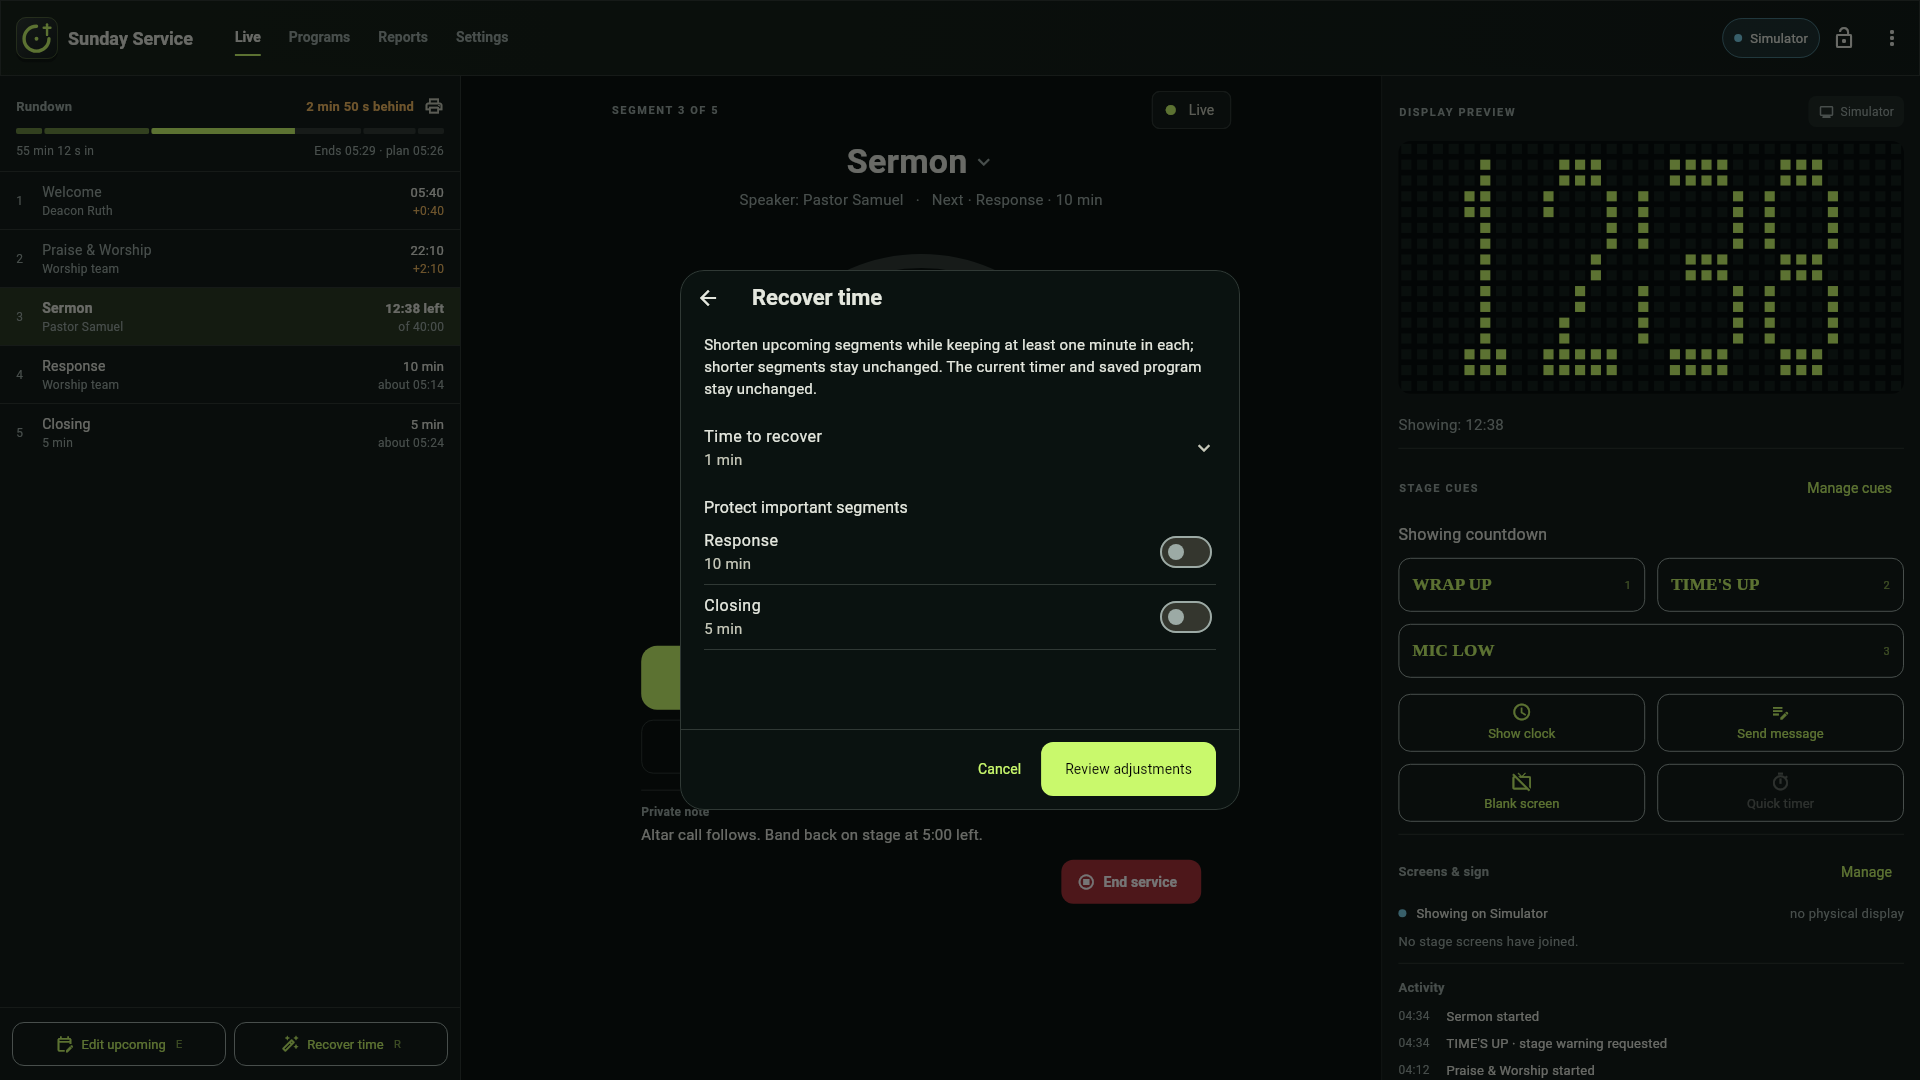 Sunday Service
Live
Programs
Reports
Settings
Simulator
Rundown
2 min 50 s behind
55 min 12 s in
Ends 05:29 · plan 05:26
1
Welcome
05:40
Deacon Ruth
+0:40
2
Praise & Worship
22:10
Worship team
+2:10
3
Sermon
12:38 left
Pastor Samuel
of 40:00
4
Response
10 min
Worship team
about 05:14
5
Closing
5 min
5 min
about 05:24
Edit upcoming E
Recover time R
SEGMENT 3 OF 5
Live
Sermon
Speaker: Pastor Samuel · Next · Response · 10 min
Recover time
Shorten upcoming segments while keeping at least one minute in each;
shorter segments stay unchanged. The current timer and saved program
stay unchanged.
Time to recover
1 min
Protect important segments
Response
10 min
Closing
5 min
Cancel
Review adjustments
Private note
Altar call follows. Band back on stage at 5:00 left.
End service
DISPLAY PREVIEW
Simulator
12:38
Showing: 12:38
STAGE CUES
Manage cues
Showing countdown
WRAP UP 1
TIME'S UP 2
MIC LOW 3
Show clock
Send message
Blank screen
Quick timer
Screens & sign
Manage
Showing on Simulator
no physical display
No stage screens have joined.
Activity
04:34 Sermon started
04:34 TIME'S UP · stage warning requested
04:12 Praise & Worship started